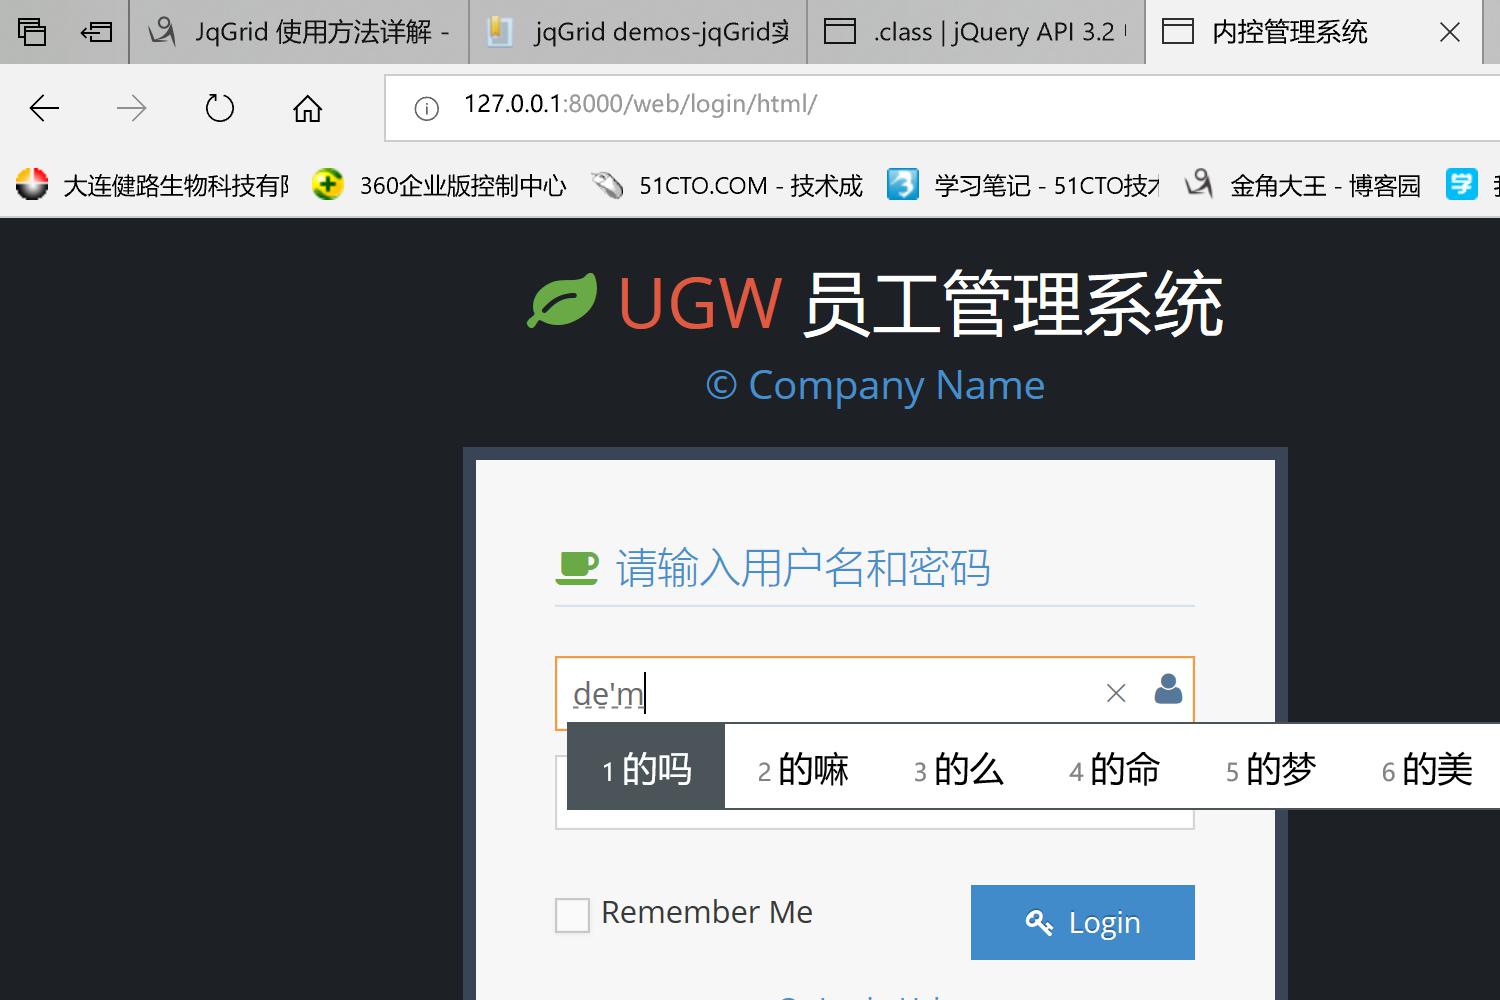 JqGrid 使用方法详解 -
jqGrid demos-jqGrid实
.class | jQuery API 3.2
内控管理系统
127.0.0.1:8000/web/login/html/
大连健路生物科技有
360企业版控制中心
51CTO.COM - 技术成
学习笔记 - 51CTO技
金角大王 - 博客园
UGW 员工管理系统
© Company Name
请输入用户名和密码
de'm
1 的吗 2 的嘛 3 的么 4 的命 5 的梦 6 的美
Remember Me
Login